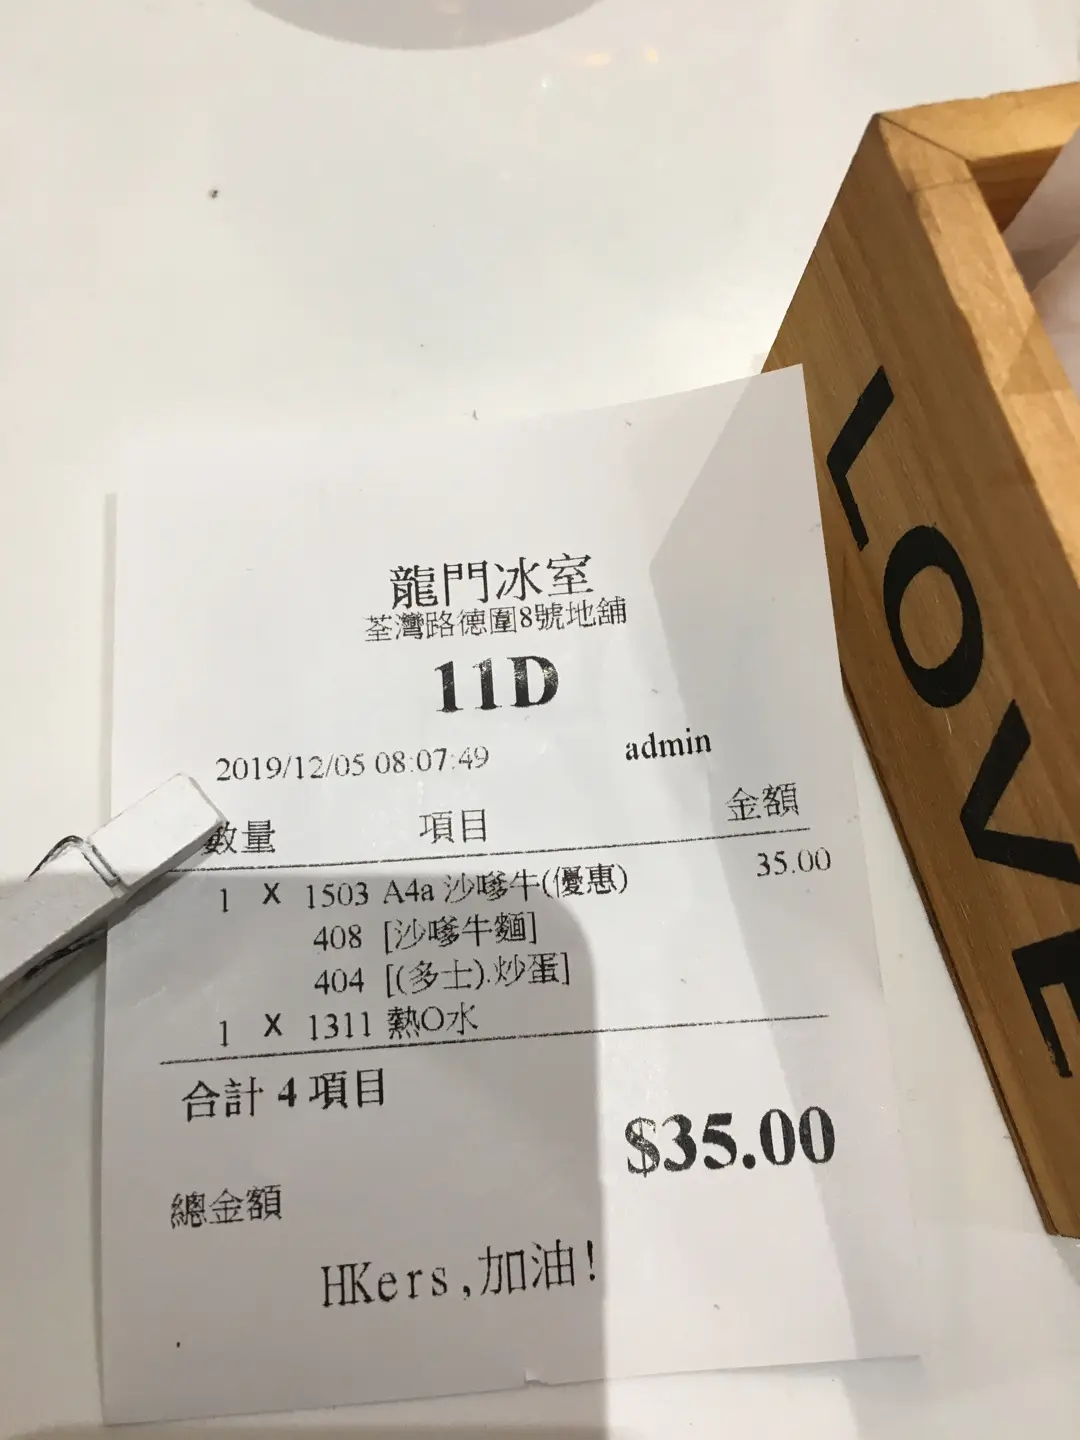 龍門冰室
荃灣路德圍8號地舖
11D
2019/12/05 08:07:49 admin
數量 項目 金額
1 X 1503 A4a 沙嗲牛(優惠) 35.00
408 [沙嗲牛麵]
404 [(多士).炒蛋]
1 X 1311 熱O水
合計 4 項目
$35.00
總金額
HKers,加油!
LOVE